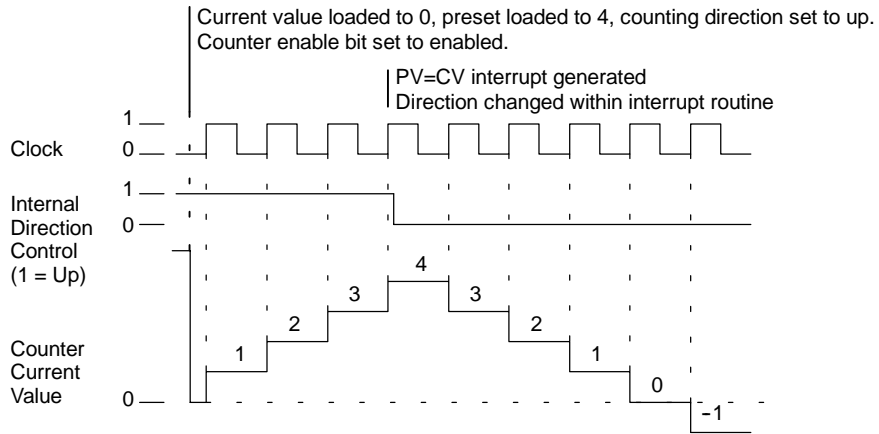 Current value loaded to 0, preset loaded to 4, counting direction set to up.
Counter enable bit set to enabled.
PV=CV interrupt generated
Direction changed within interrupt routine
1
Clock
0
1
Internal
Direction
0
Control
(1 = Up)
4
3
3
2
2
1
1
Counter
Current
Value
0
0
-1